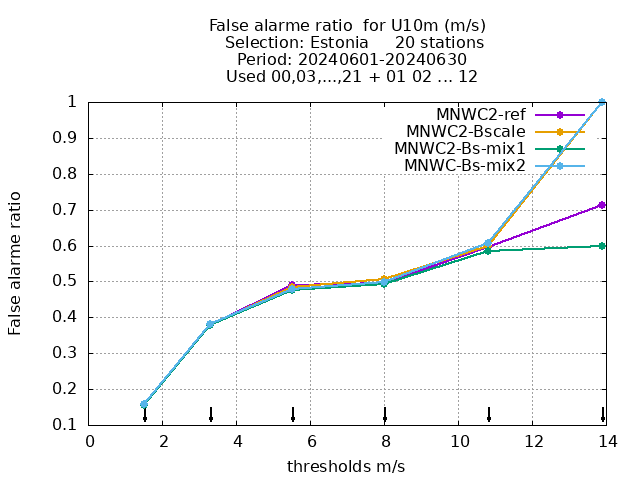 False alarme ratio  for U10m (m/s)
Selection: Estonia     20 stations
Period: 20240601-20240630
Used 00,03,...,21 + 01 02 ... 12
MNWC2-ref
MNWC2-Bscale
MNWC2-Bs-mix1
MNWC-Bs-mix2
False alarme ratio
1
0.9
0.8
0.7
0.6
0.5
0.4
0.3
0.2
0.1
0 2 4 6 8 10 12 14
thresholds m/s